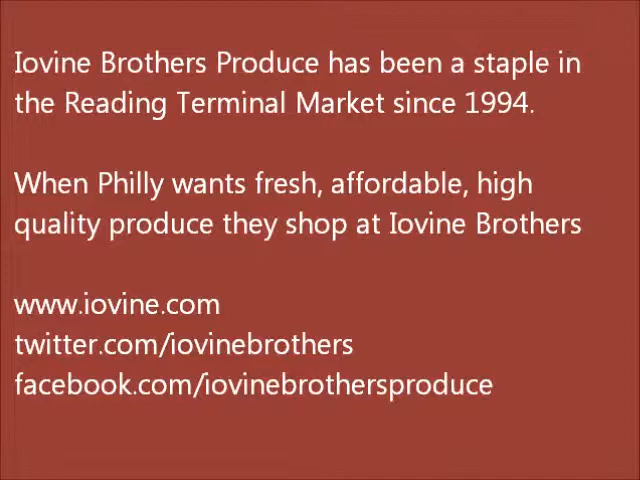 Iovine Brothers Produce has been a staple in
the Reading Terminal Market since 1994.
When Philly wants fresh, affordable, high
quality produce they shop at Iovine Brothers
www.iovine.com
twitter.com/iovinebrothers
facebook.com/iovinebrothersproduce